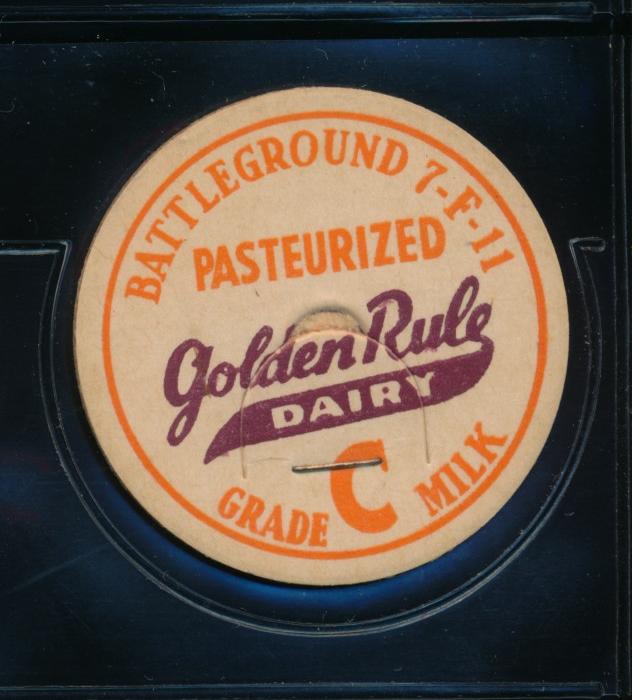 BATTLEGROUND 7-F-11
PASTEURIZED
Golden Rule
DAIRY
GRADE C MILK